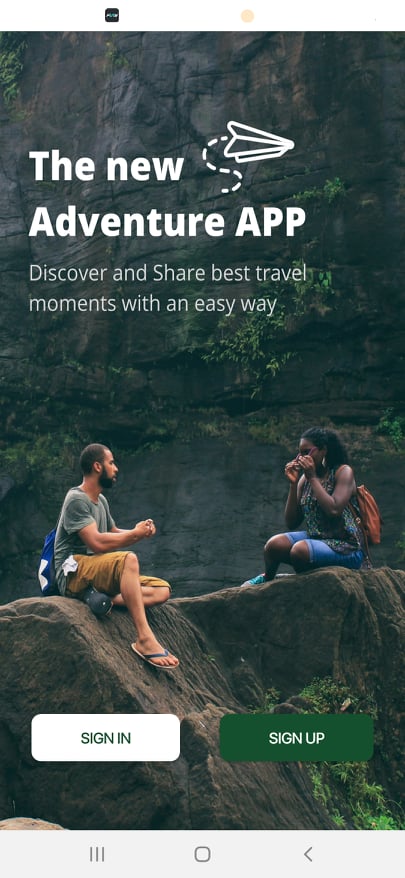 The new
Adventure APP
Discover and Share best travel
moments with an easy way
SIGN IN
SIGN UP